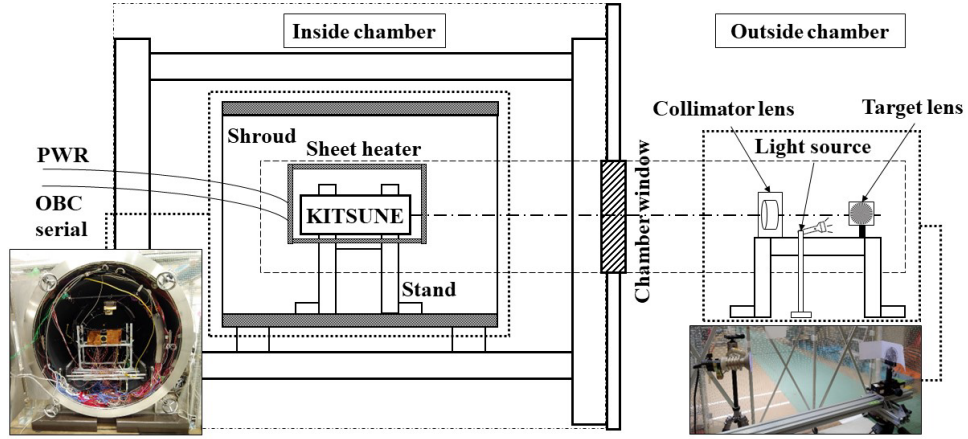 Inside chamber
Outside chamber
Collimator lens
Target lens
Light source
Shroud
Sheet heater
PWR
OBC
serial
KITSUNE
Stand
Chamber window